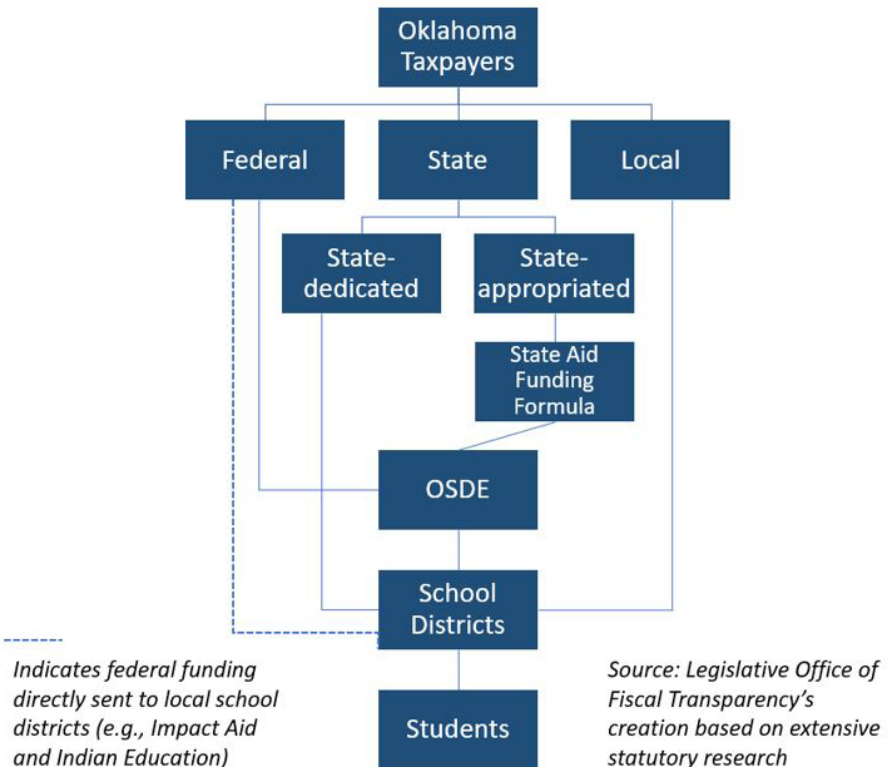 Oklahoma
Taxpayers
Federal
State
Local
State-
dedicated
State-
appropriated
State Aid
Funding
Formula
OSDE
School
Districts
Students
Indicates federal funding
directly sent to local school
districts (e.g., Impact Aid
and Indian Education)
Source: Legislative Office of
Fiscal Transparency’s
creation based on extensive
statutory research